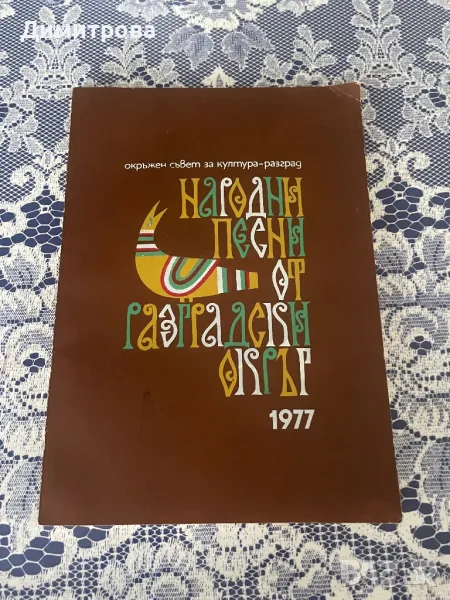 Димитрова
окръжен съвет за култура-разград
НАРОДНИ
ПЕСНИ
ОТ
РАЗГРАДСКИ
ОКРЪГ
1977